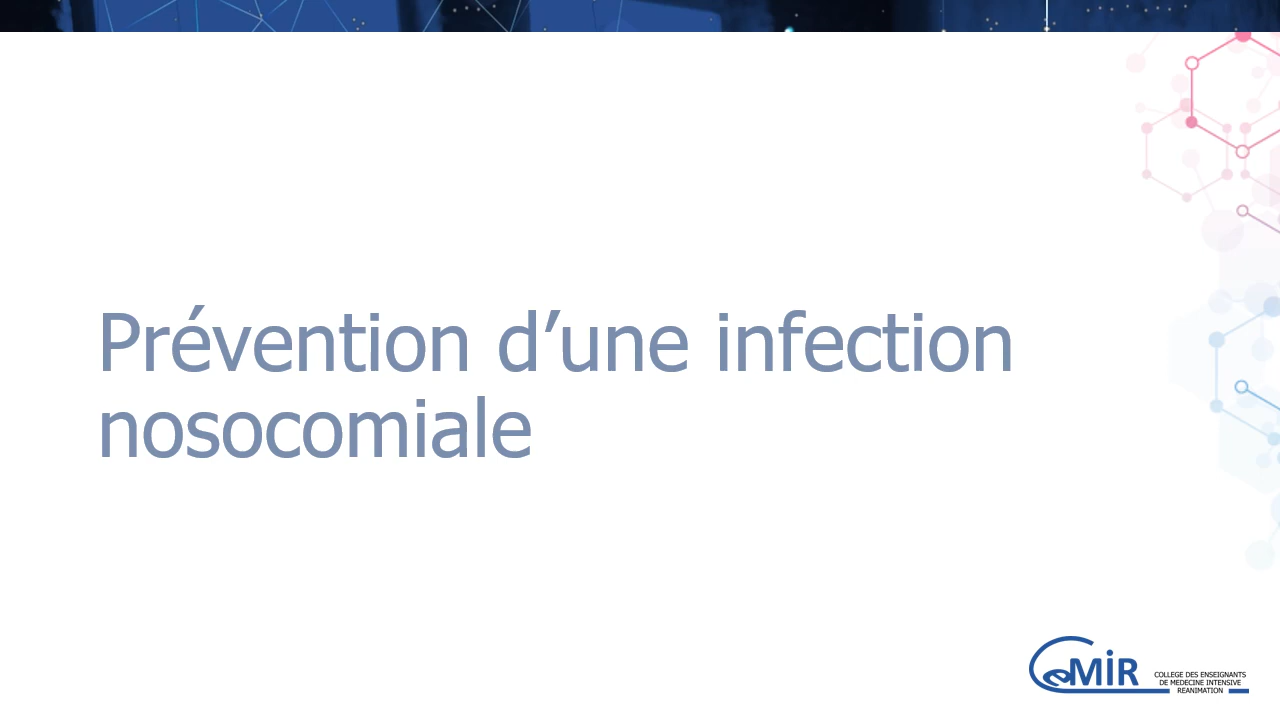 Prévention d’une infection
nosocomiale
CeMIR
COLLEGE DES ENSEIGNANTS
DE MEDECINE INTENSIVE
REANIMATION